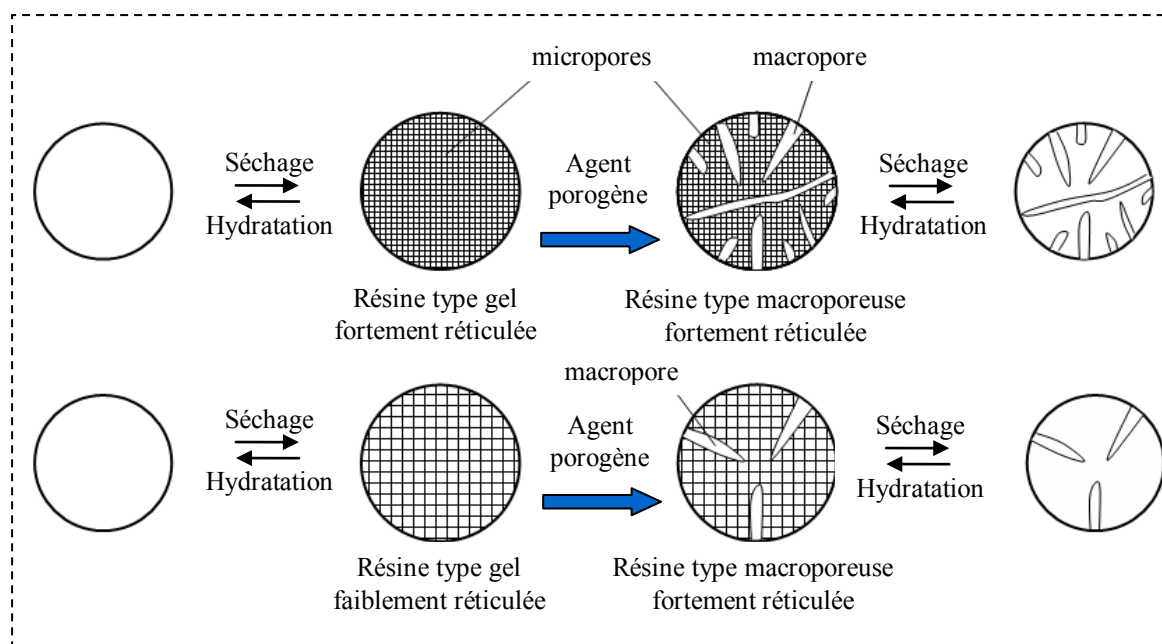 micropores
macropore
Séchage
Hydratation
Agent
porogène
Séchage
Hydratation
Résine type gel
fortement réticulée
Résine type macroporeuse
fortement réticulée
macropore
Séchage
Hydratation
Agent
porogène
Séchage
Hydratation
Résine type gel
faiblement réticulée
Résine type macroporeuse
fortement réticulée